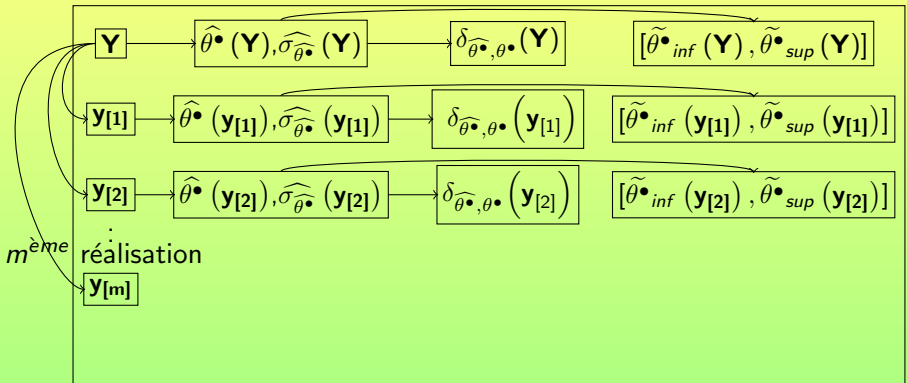 Y θ̂• (Y), σ̂_θ̂• (Y) δ_θ̂•,θ• (Y) [θ̃•_inf (Y) , θ̃•_sup (Y)]
y[1] θ̂• (y[1]), σ̂_θ̂• (y[1]) δ_θ̂•,θ• (y[1]) [θ̃•_inf (y[1]) , θ̃•_sup (y[1])]
y[2] θ̂• (y[2]), σ̂_θ̂• (y[2]) δ_θ̂•,θ• (y[2]) [θ̃•_inf (y[2]) , θ̃•_sup (y[2])]
⋮
m^ème réalisation
y[m]